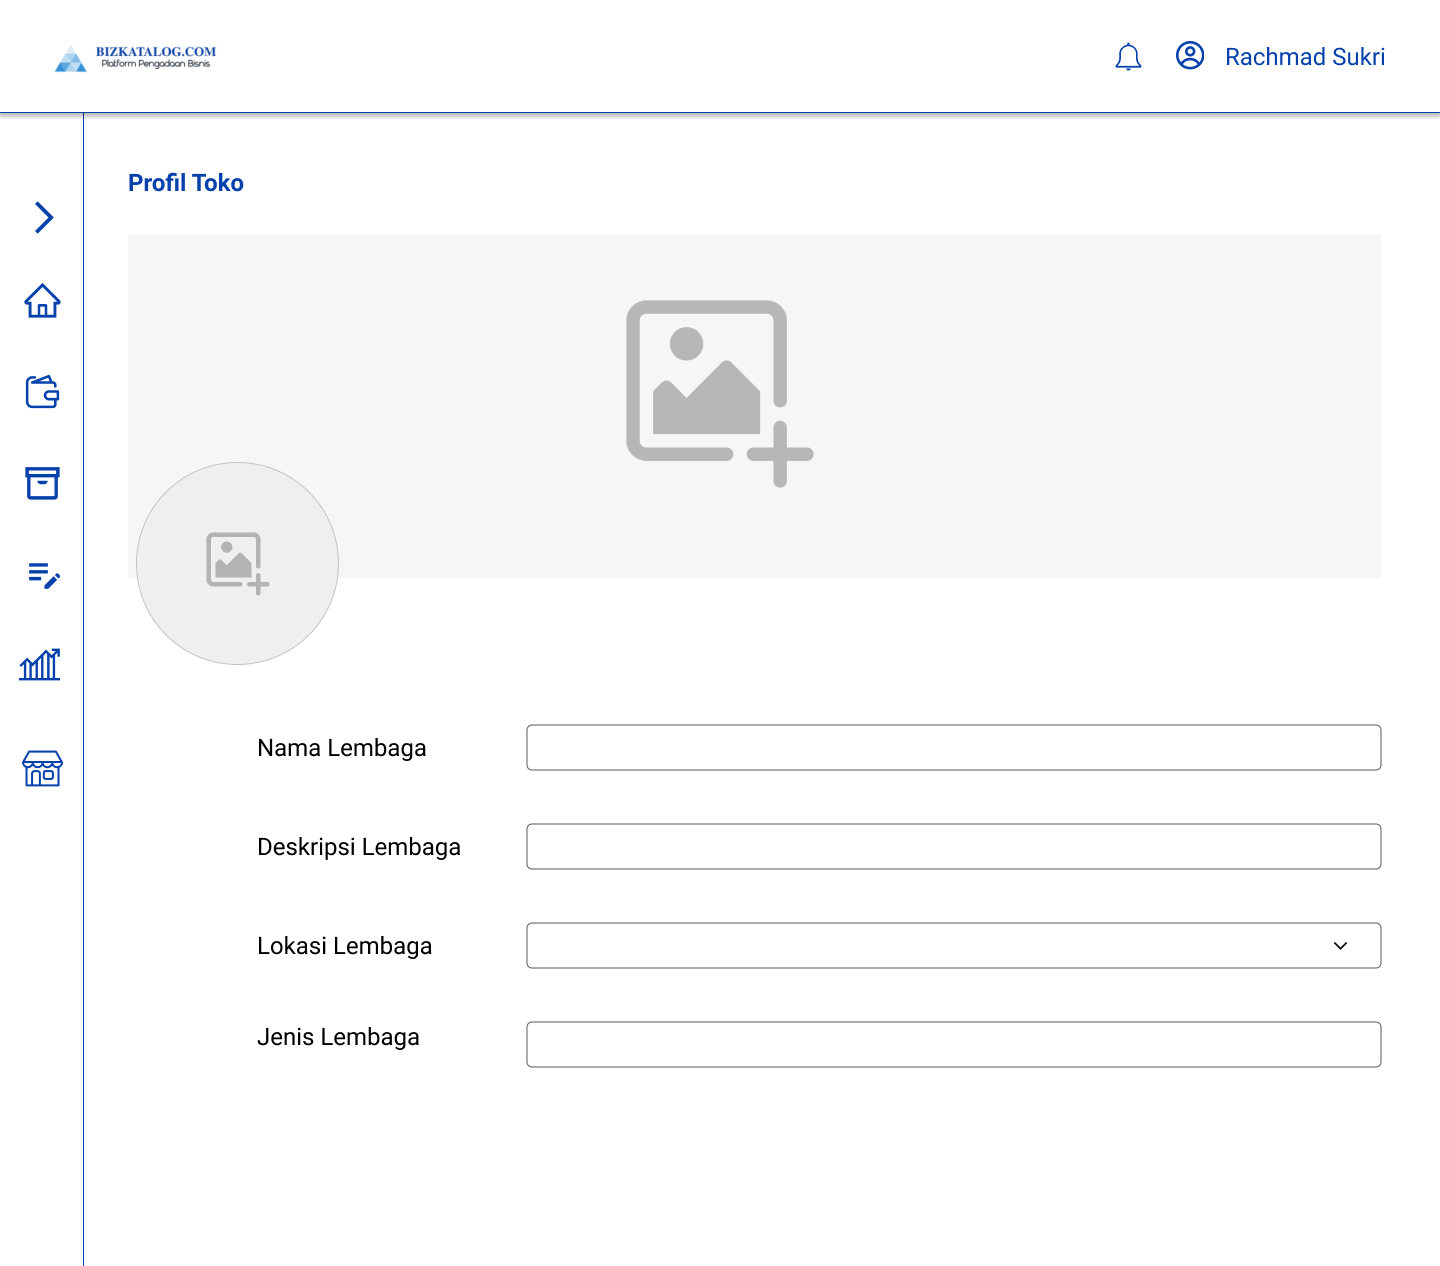 BIZKATALOG.COM
Platform Pengadaan Bisnis
Rachmad Sukri
Profil Toko
Nama Lembaga
Deskripsi Lembaga
Lokasi Lembaga
Jenis Lembaga